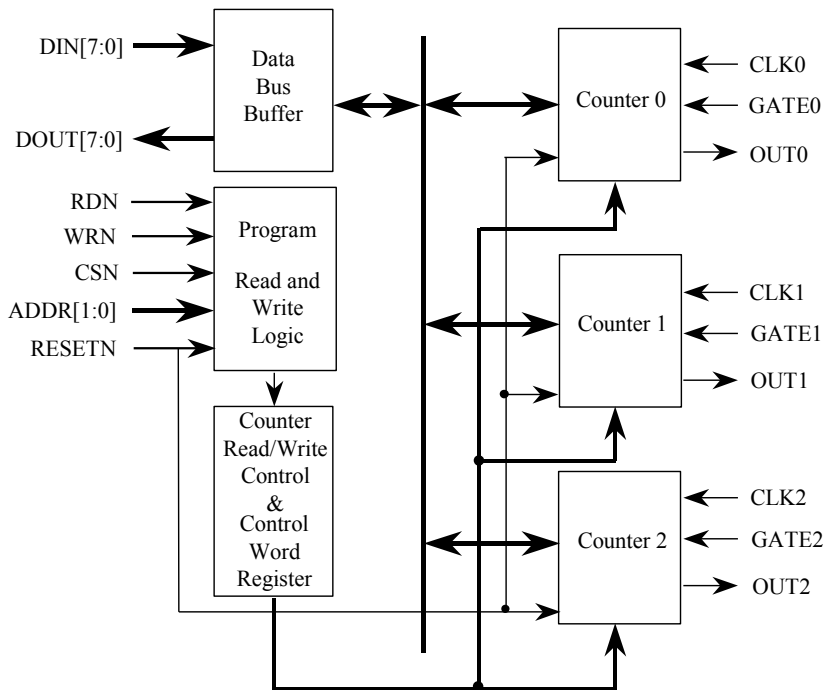 DIN[7:0]
DOUT[7:0]
Data
Bus
Buffer
RDN
WRN
CSN
ADDR[1:0]
RESETN
Program
Read and
Write
Logic
Counter
Read/Write
Control
&
Control
Word
Register
Counter 0
CLK0
GATE0
OUT0
Counter 1
CLK1
GATE1
OUT1
Counter 2
CLK2
GATE2
OUT2